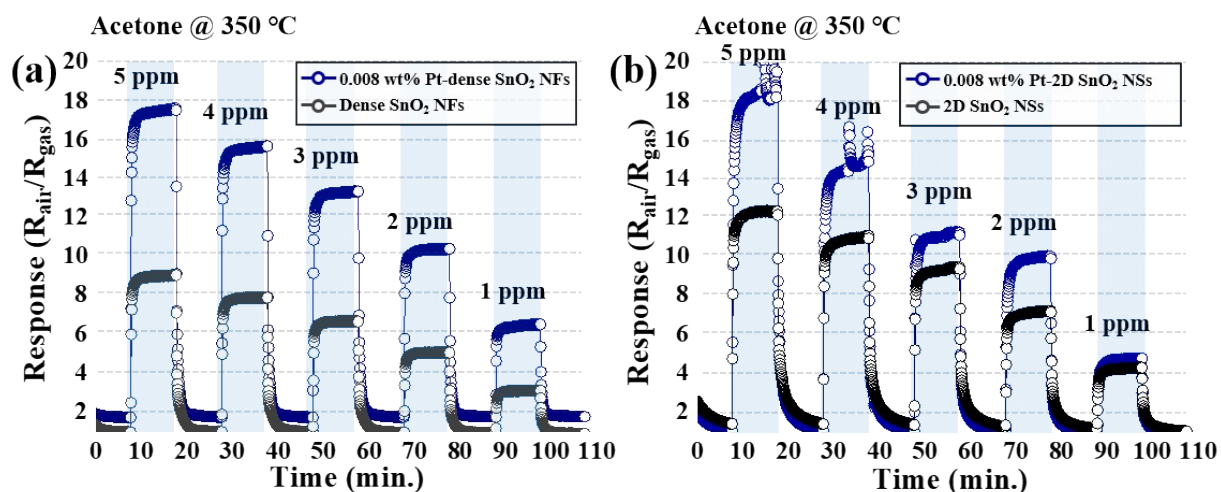 Acetone @ 350 °C
(a)
0.008 wt% Pt-dense SnO₂ NFs
Dense SnO₂ NFs
5 ppm
4 ppm
3 ppm
2 ppm
1 ppm
Response (R_air/R_gas)
20
18
16
14
12
10
8
6
4
2
0 10 20 30 40 50 60 70 80 90 100 110
Time (min.)
Acetone @ 350 °C
(b)
0.008 wt% Pt-2D SnO₂ NSs
2D SnO₂ NSs
5 ppm
4 ppm
3 ppm
2 ppm
1 ppm
Response (R_air/R_gas)
20
18
16
14
12
10
8
6
4
2
0 10 20 30 40 50 60 70 80 90 100 110
Time (min.)